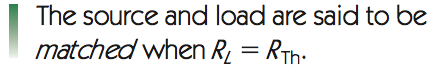 The source and load are said to be
matched when R_L = R_Th.